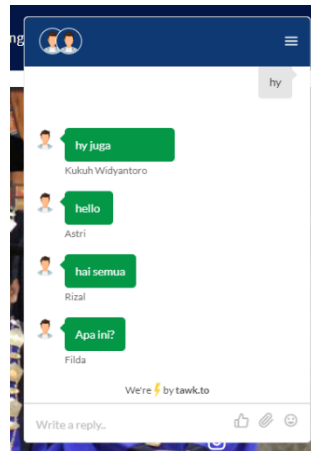 ng
hy
hy juga
Kukuh Widyantoro
hello
Astri
hai semua
Rizal
Apa ini?
Filda
We're by tawk.to
Write a reply..